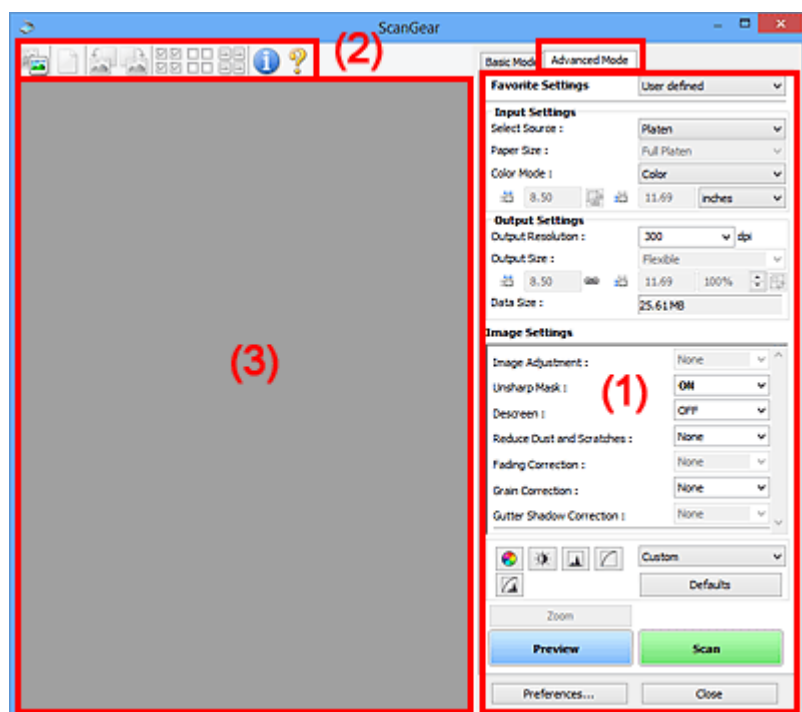 ScanGear
(2)
Basic Mode Advanced Mode
Favorite Settings User defined
Input Settings
Select Source : Platen
Paper Size : Full Platen
Color Mode : Color
8.50 11.69 inches
Output Settings
Output Resolution : 300 dpi
Output Size : Flexible
8.50 11.69 100%
Data Size : 25.61 MB
Image Settings
(3)
(1)
Image Adjustment : None
Unsharp Mask : ON
Descreen : OFF
Reduce Dust and Scratches : None
Fading Correction : None
Grain Correction : None
Gutter Shadow Correction : None
Custom
Defaults
Zoom
Preview Scan
Preferences... Close